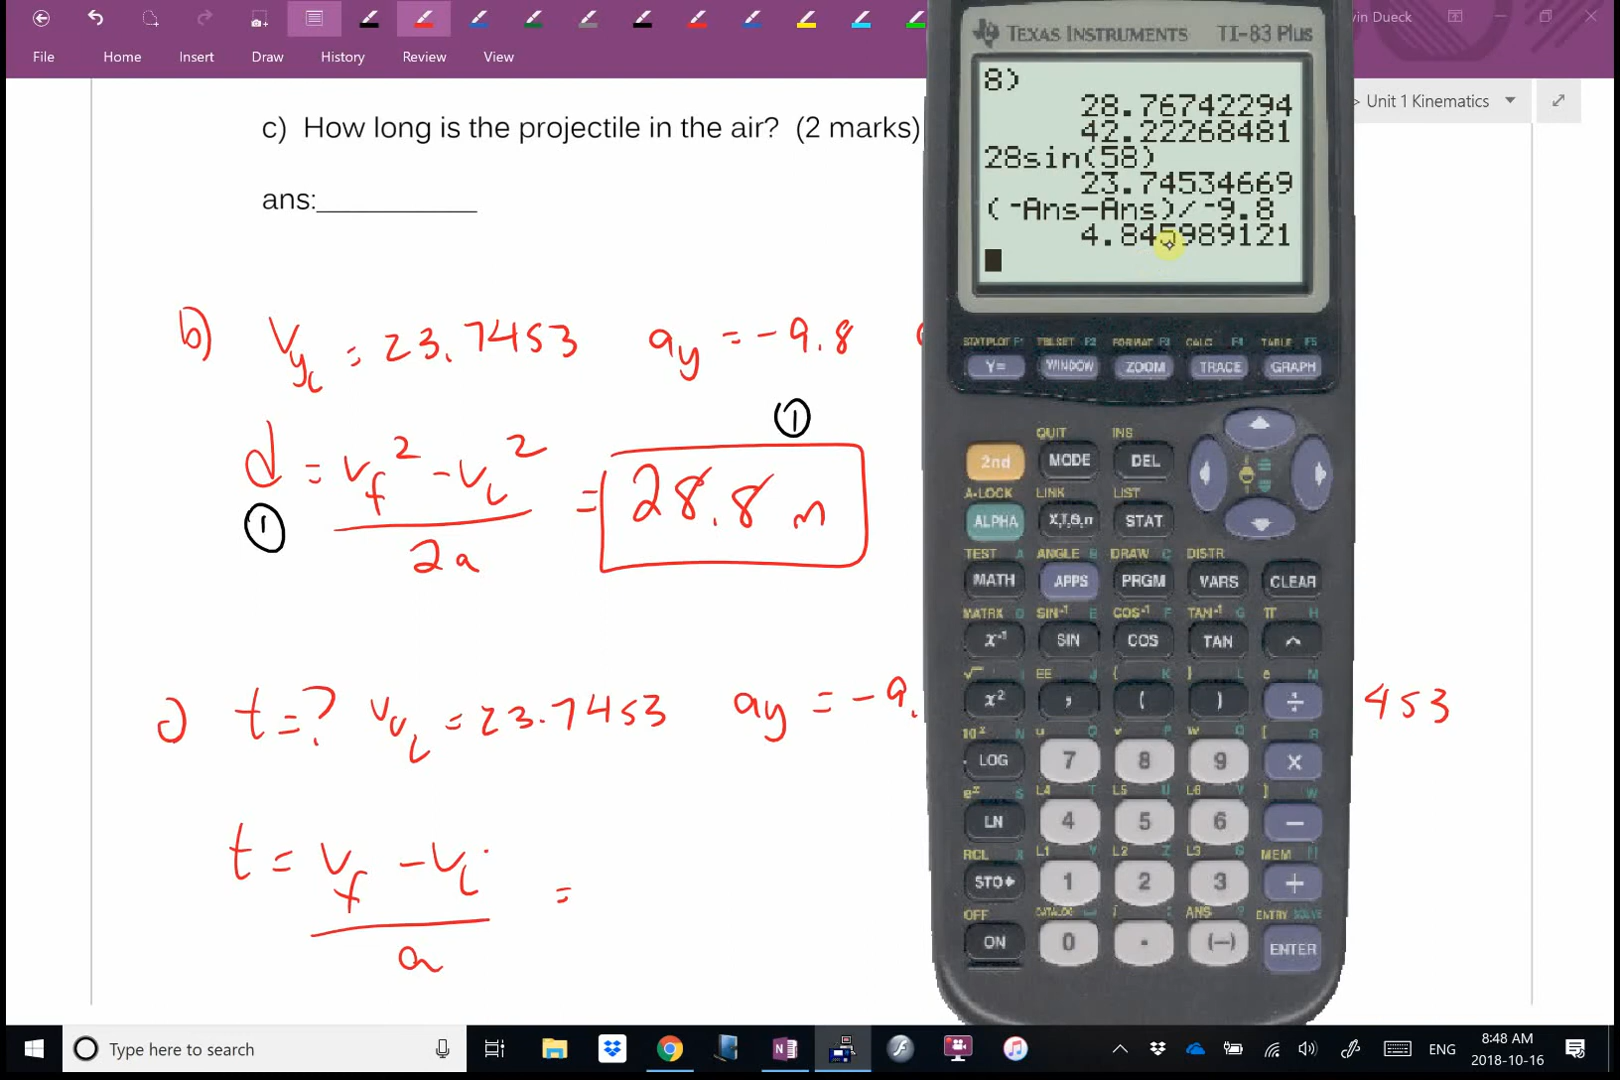 vin Dueck
File Home Insert Draw History Review View
> Unit 1 Kinematics
c) How long is the projectile in the air? (2 marks)
ans:__________
b) Vyi = 23.7453 ay = -9.8
d = vf² - vi² / 2a = 28.8 m
①
①
c) t = ? vyi = 23.7453 ay = -9. 453
t = vf - vi / a =
TEXAS INSTRUMENTS TI-83 Plus
8)
28.76742294
42.22268481
28sin(58)
23.74534669
(-Ans-Ans)/-9.8
4.845989121
STATPLOT F1 TBLSET F2 FORMAT F3 CALC F4 TABLE F5
Y= WINDOW ZOOM TRACE GRAPH
QUIT INS
2nd MODE DEL
A-LOCK LINK LIST
ALPHA X,T,θ,n STAT
TEST A ANGLE B DRAW C DISTR
MATH APPS PRGM VARS CLEAR
MATRX D SIN⁻¹ E COS⁻¹ F TAN⁻¹ G π H
x⁻¹ SIN COS TAN ^
√ I EE J { K } L e M
x² , ( ) ÷
10ˣ N u O v P w Q [ R
LOG 7 8 9 ×
eˣ S L4 T L5 U L6 V ] W
LN 4 5 6 −
RCL X L1 Y L2 Z L3 θ MEM "
STO▸ 1 2 3 +
OFF CATALOG i ANS ? ENTRY SOLVE
ON 0 . (−) ENTER
Type here to search
ENG
8:48 AM
2018-10-16